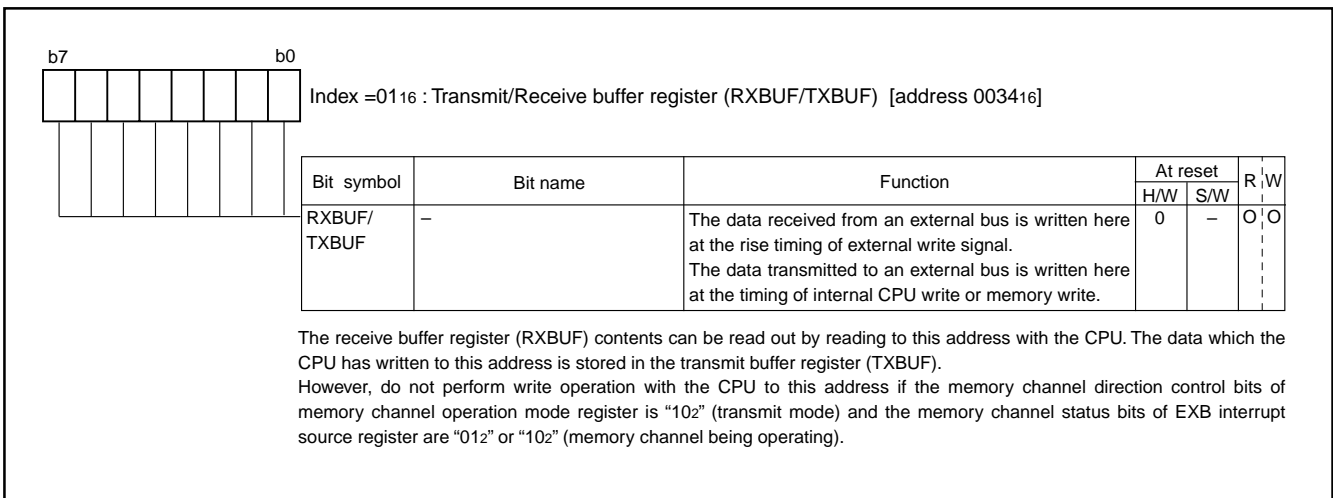 b7 b0
Index =0116 : Transmit/Receive buffer register (RXBUF/TXBUF) [address 003416]
Bit symbol Bit name Function At reset R W
H/W S/W
RXBUF/ – The data received from an external bus is written here 0 – O O
TXBUF at the rise timing of external write signal.
The data transmitted to an external bus is written here
at the timing of internal CPU write or memory write.
The receive buffer register (RXBUF) contents can be read out by reading to this address with the CPU. The data which the
CPU has written to this address is stored in the transmit buffer register (TXBUF).
However, do not perform write operation with the CPU to this address if the memory channel direction control bits of
memory channel operation mode register is “102” (transmit mode) and the memory channel status bits of EXB interrupt
source register are “012” or “102” (memory channel being operating).